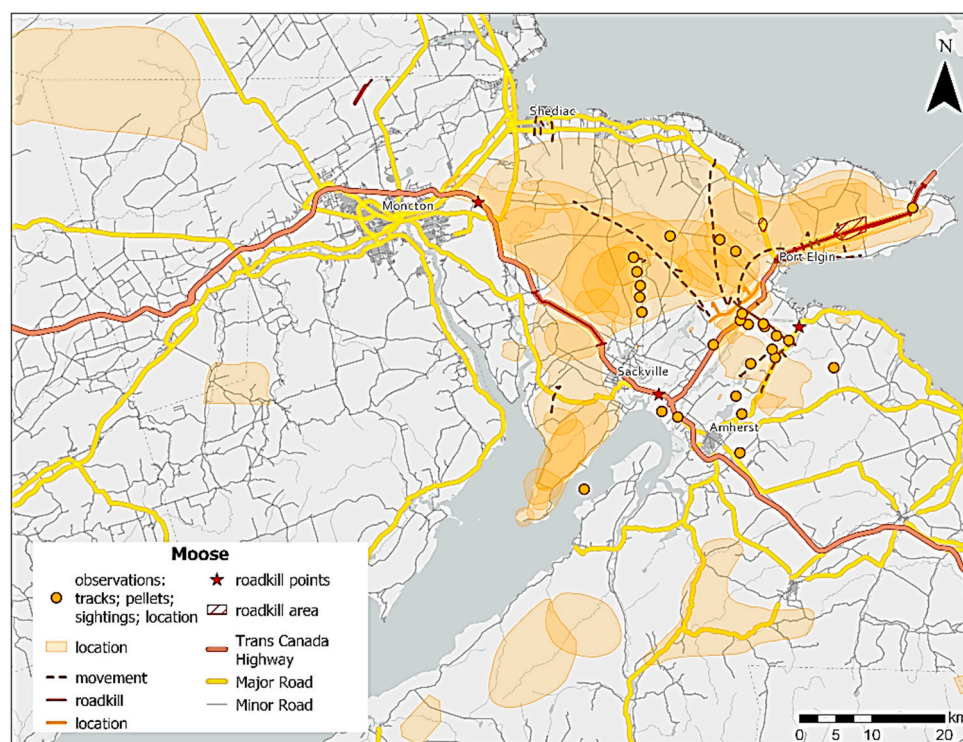 N
Shediac
Moncton
Port Elgin
Sackville
Amherst
Moose
observations:
tracks; pellets;
sightings; location
location
movement
roadkill
location
roadkill points
roadkill area
Trans Canada
Highway
Major Road
Minor Road
km
0 5 10 20